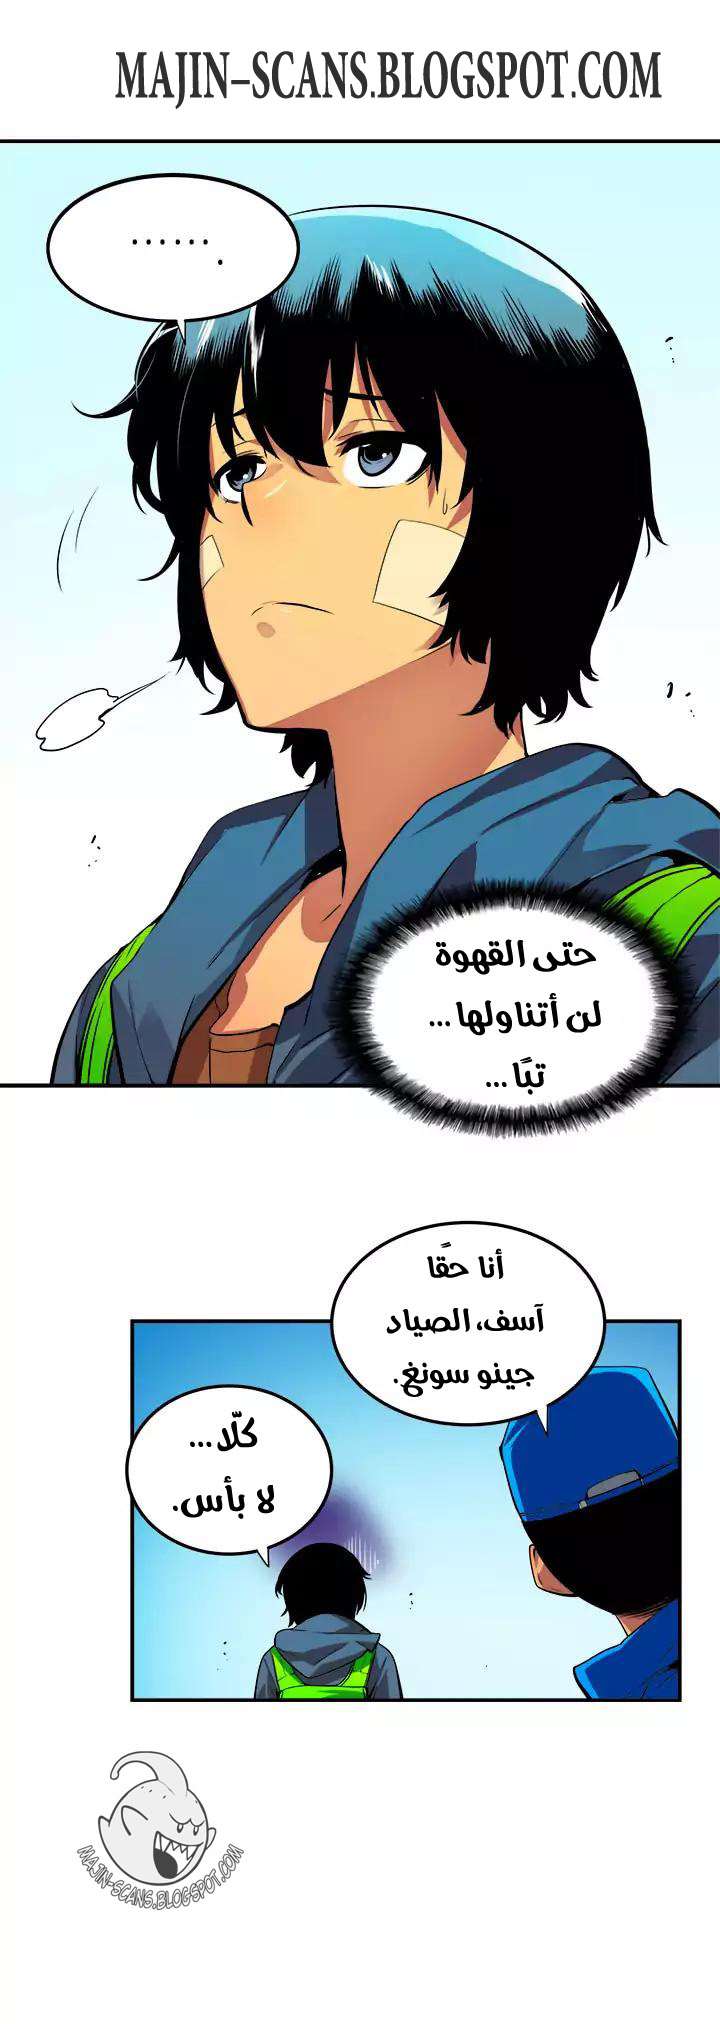 MAJIN-SCANS.BLOGSPOT.COM
......
.
حتى القهوة
لن أتناولها ...
تبًا ...
أنا حقًا
آسف، الصياد
جينو سونغ.
كلّا ...
لا بأس.
MAJIN-SCANS.BLOGSPOT.COM